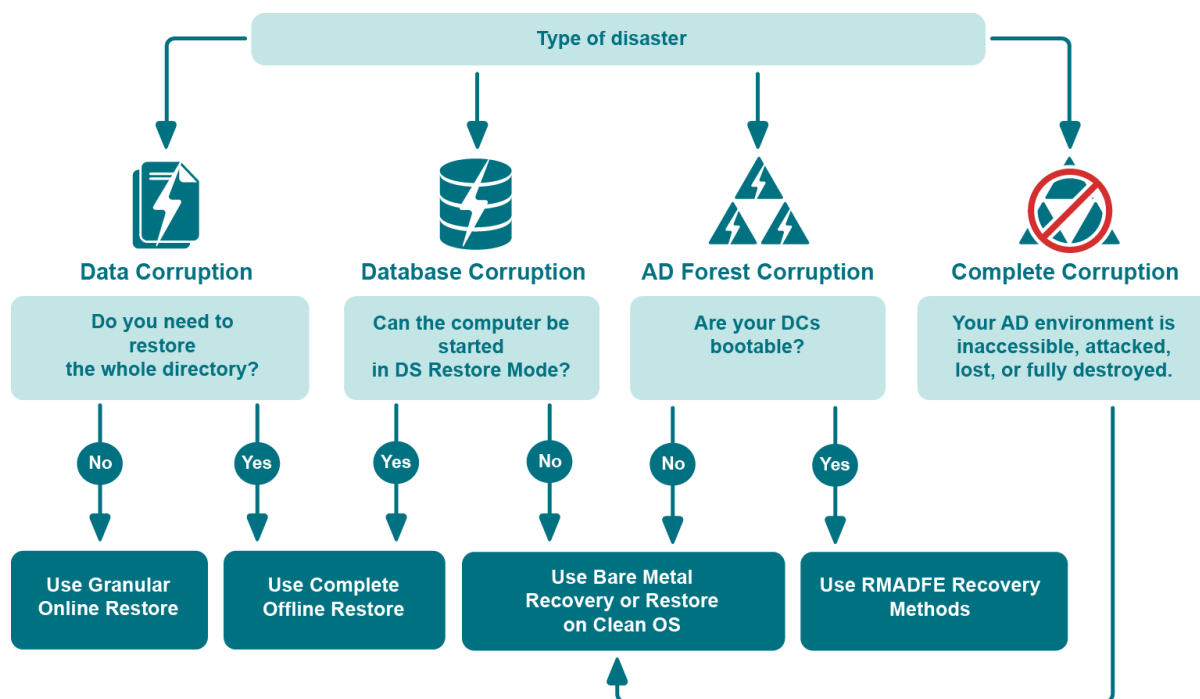 Type of disaster
Data Corruption
Database Corruption
AD Forest Corruption
Complete Corruption
Do you need to
restore
the whole directory?
Can the computer be
started
in DS Restore Mode?
Are your DCs
bootable?
Your AD environment is
inaccessible, attacked,
lost, or fully destroyed.
No
Yes
Yes
No
No
Yes
Use Granular
Online Restore
Use Complete
Offline Restore
Use Bare Metal
Recovery or Restore
on Clean OS
Use RMADFE Recovery
Methods